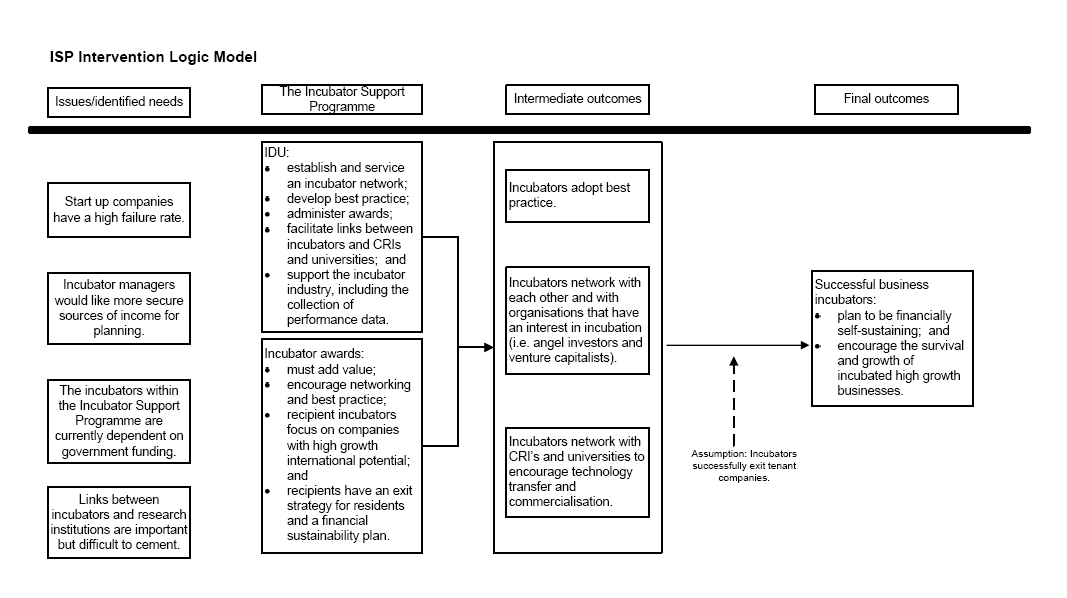 ISP Intervention Logic Model
Issues/identified needs
The Incubator Support
Programme
Intermediate outcomes
Final outcomes
Start up companies
have a high failure rate.
Incubator managers
would like more secure
sources of income for
planning.
The incubators within
the Incubator Support
Programme are
currently dependent on
government funding.
Links between
incubators and research
institutions are important
but difficult to cement.
IDU:
• establish and service
an incubator network;
• develop best practice;
• administer awards;
• facilitate links between
incubators and CRIs
and universities; and
• support the incubator
industry, including the
collection of
performance data.
Incubator awards:
• must add value;
• encourage networking
and best practice;
• recipient incubators
focus on companies
with high growth
international potential;
and
• recipients have an exit
strategy for residents
and a financial
sustainability plan.
Incubators adopt best
practice.
Incubators network with
each other and with
organisations that have
an interest in incubation
(i.e. angel investors and
venture capitalists).
Incubators network with
CRI's and universities to
encourage technology
transfer and
commercialisation.
Assumption: Incubators
successfully exit tenant
companies.
Successful business
incubators:
• plan to be financially
self-sustaining; and
• encourage the survival
and growth of
incubated high growth
businesses.